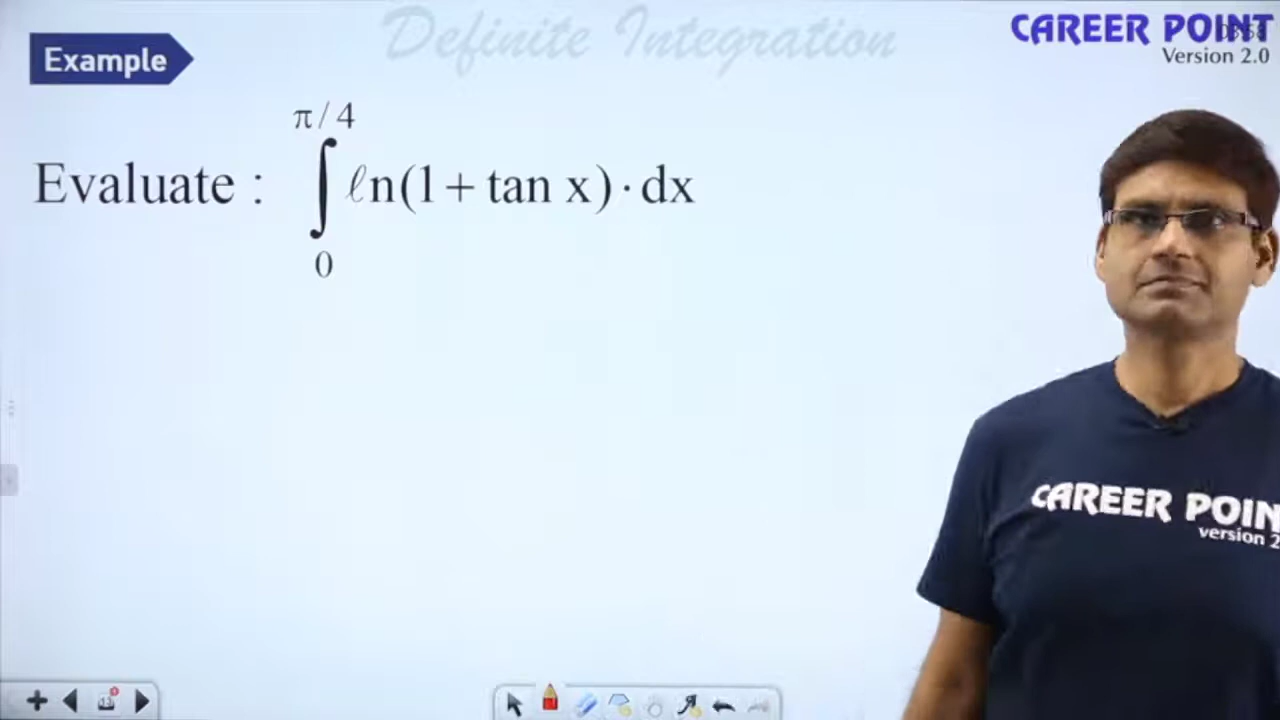 Definite Integration
CAREER POINT
Version 2.0
Example
π/4
Evaluate : ∫ ℓn(1 + tan x) · dx
0
CAREER POIN
version 2